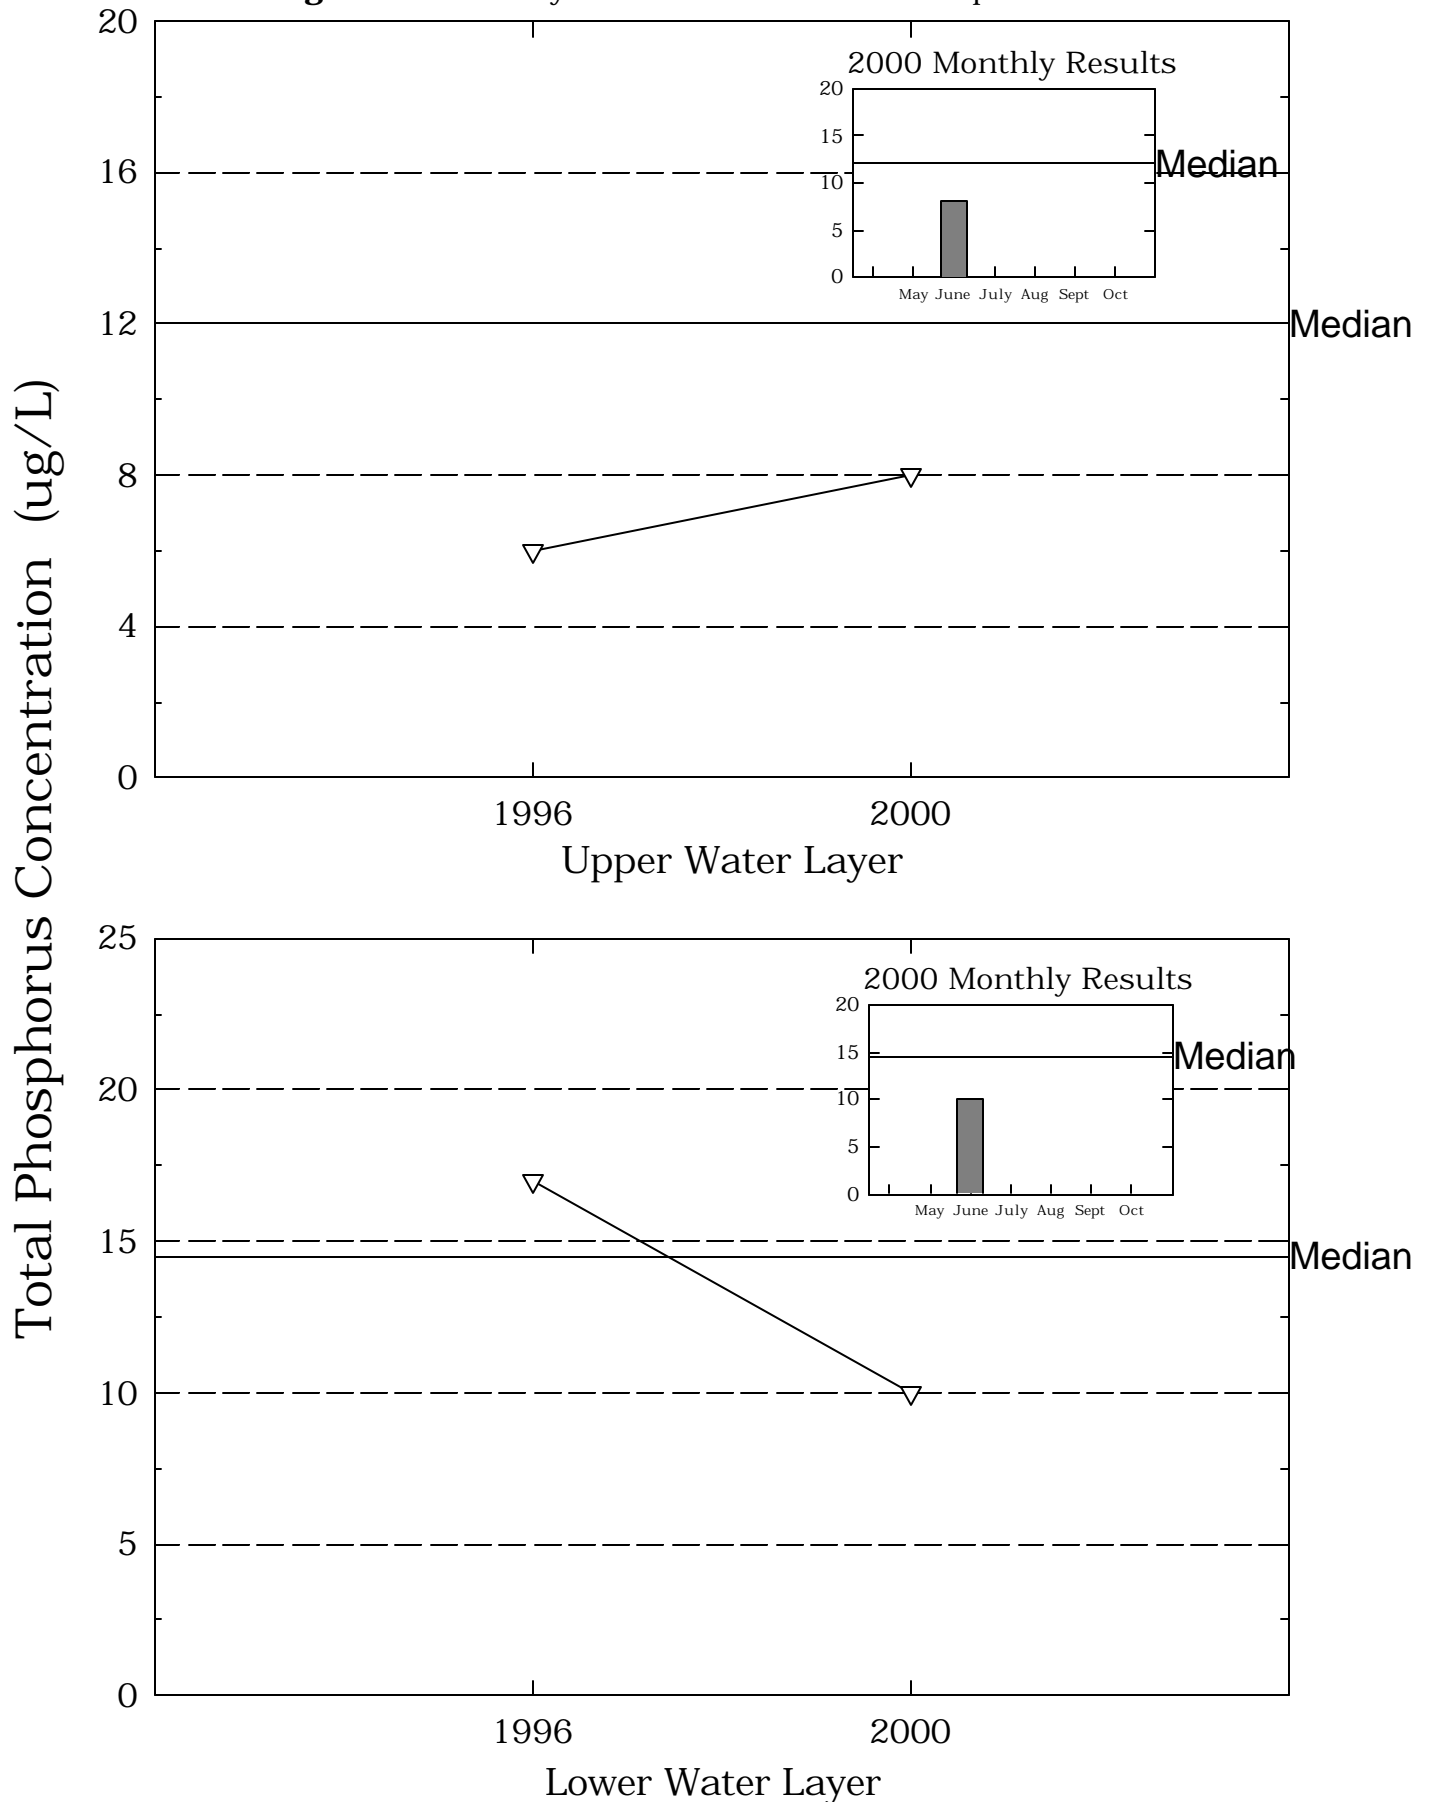 Total Phosphorus Concentration (ug/L)
20
16
12
8
4
0
2000 Monthly Results
20
15
10
5
0
Median
May June July Aug Sept Oct
Median
1996 2000
Upper Water Layer
25
20
15
10
5
0
2000 Monthly Results
20
15
10
5
0
Median
May June July Aug Sept Oct
Median
1996 2000
Lower Water Layer